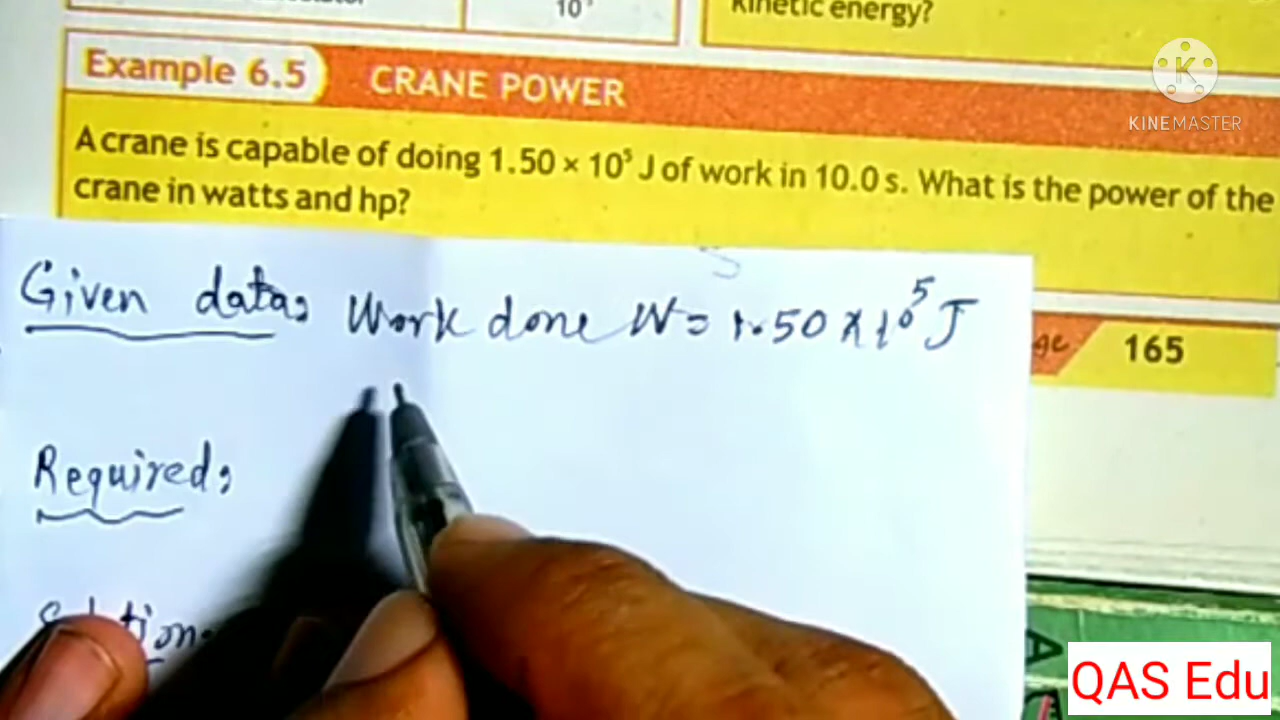 10⁵
kinetic energy?
Example 6.5 CRANE POWER
KINEMASTER
A crane is capable of doing 1.50 × 10⁵ J of work in 10.0 s. What is the power of the
crane in watts and hp?
Given data: Work done W = 1.50 x 10⁵ J
165
Required:
QAS Edu